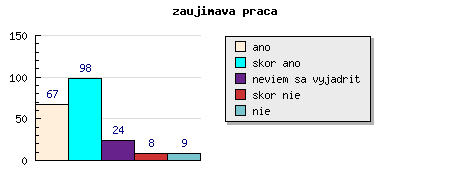 zaujimava praca
150
100
50
0
67
98
24
8
9
ano
skor ano
neviem sa vyjadrit
skor nie
nie